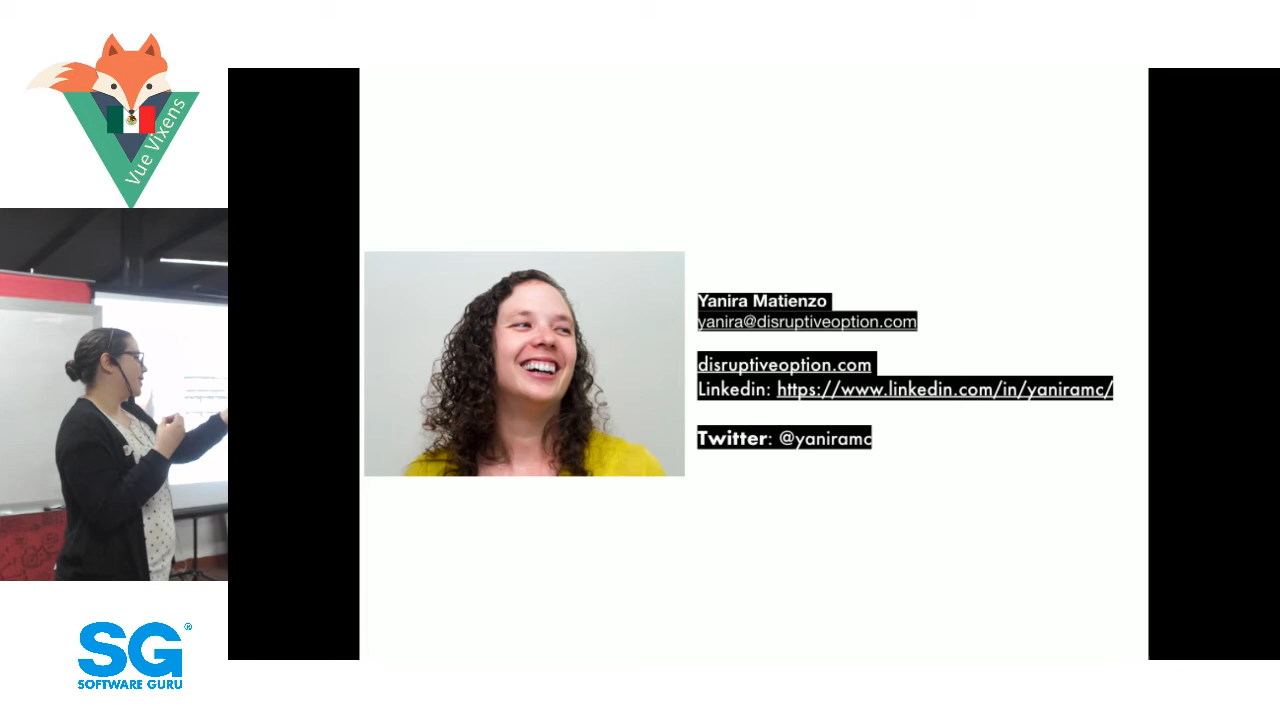 Vue Vixens
Yanira Matienzo
yanira@disruptiveoption.com
disruptiveoption.com
Linkedin: https://www.linkedin.com/in/yaniramc/
Twitter: @yaniramc
SG®
SOFTWARE GURU